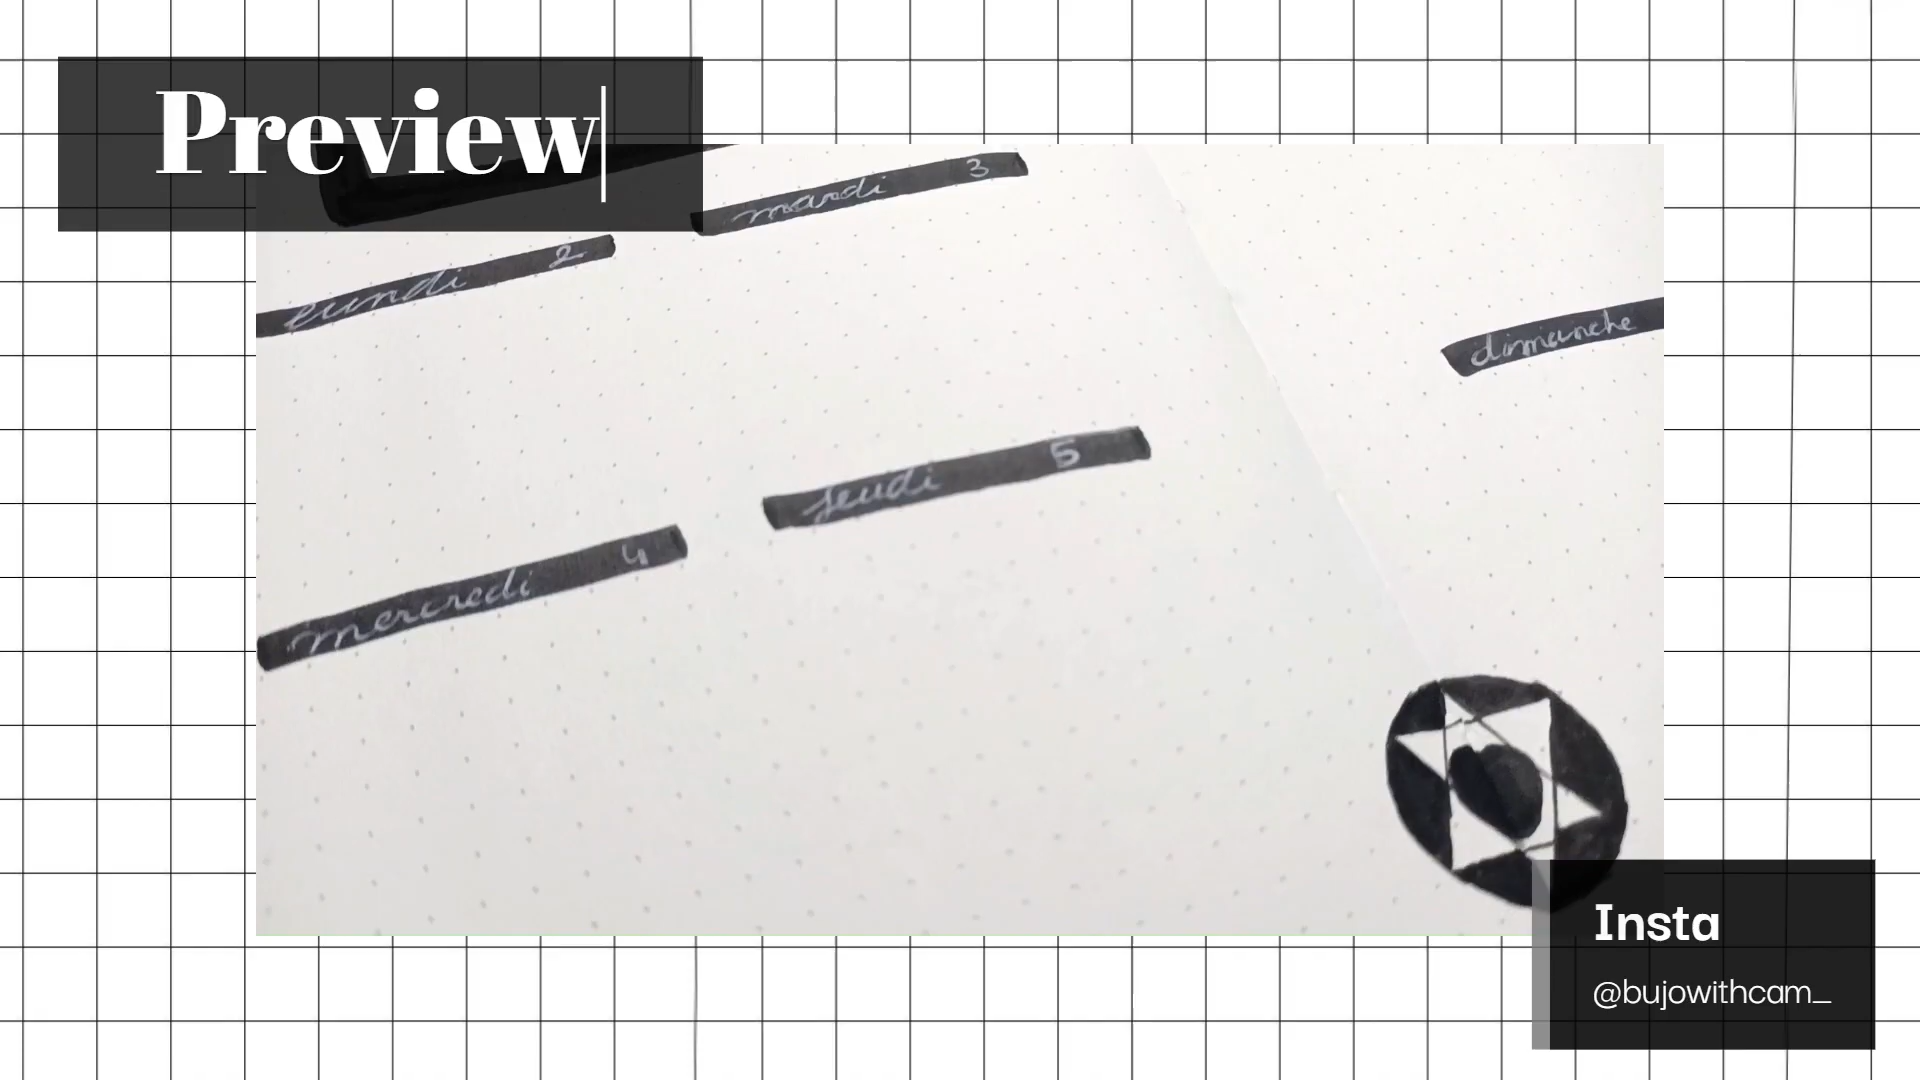 Preview
mardi 3
lundi 2
dimanche
jeudi 5
mercredi 4
Insta
@bujowithcam_